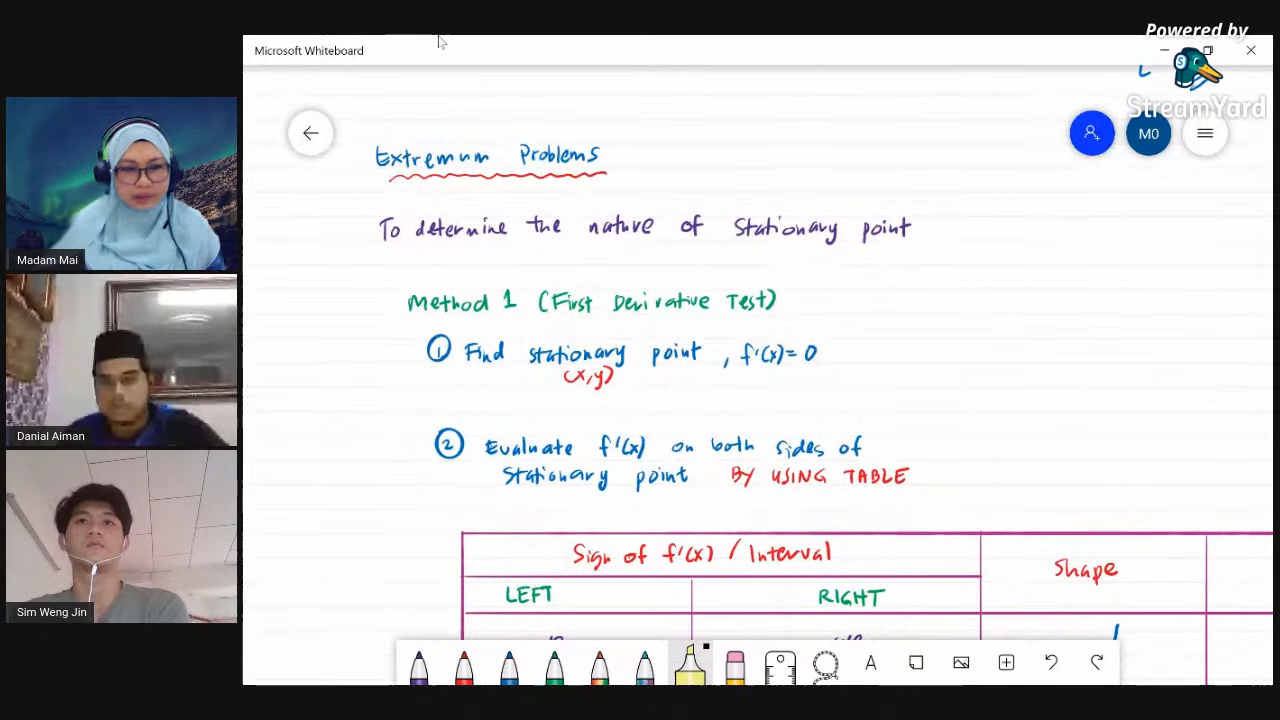 Powered by
StreamYard
Microsoft Whiteboard
M0
Extremum Problems
To determine the nature of stationary point
Method 1 (First Derivative Test)
① Find stationary point, f'(x) = 0
(x,y)
② Evaluate f'(x) on both sides of
stationary point BY USING TABLE
Sign of f'(x) / Interval
Shape
LEFT
RIGHT
Madam Mai
Danial Aiman
Sim Weng Jin